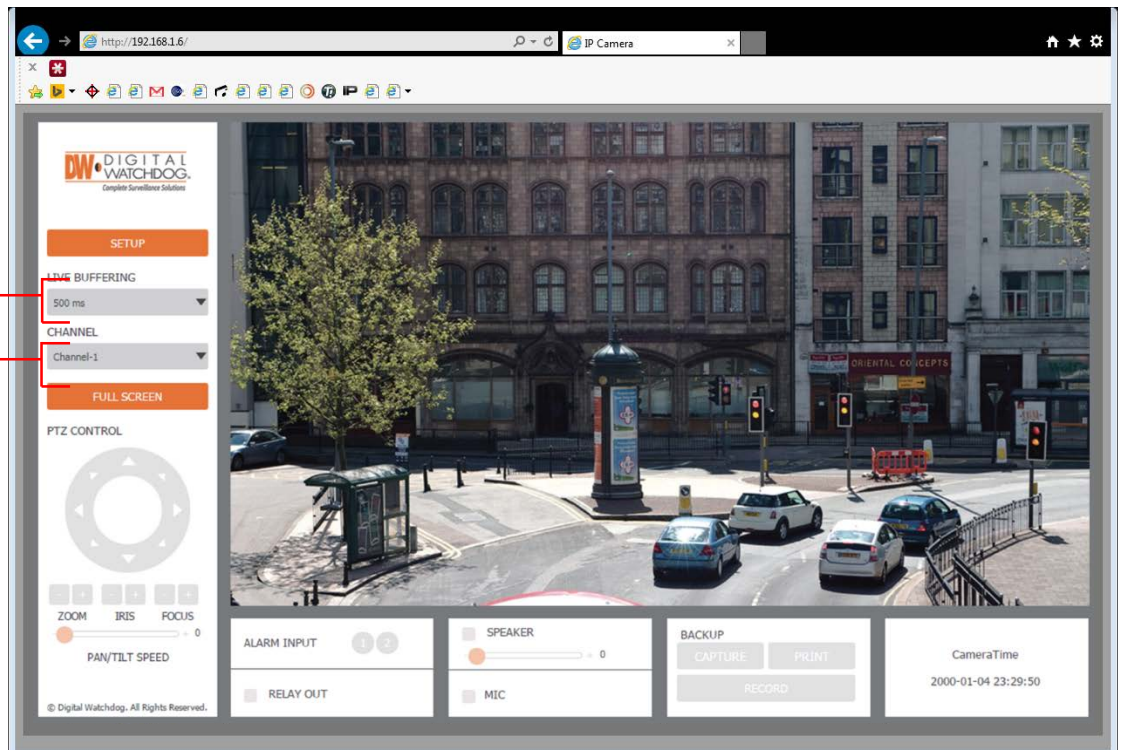 http://192.168.1.6/
IP Camera
DW DIGITAL
WATCHDOG.
Complete Surveillance Solutions
SETUP
LIVE BUFFERING
500 ms
CHANNEL
Channel-1
FULL SCREEN
PTZ CONTROL
- + - + - +
ZOOM IRIS FOCUS
0
PAN/TILT SPEED
© Digital Watchdog. All Rights Reserved.
ORIENTAL CONCEPTS
ALARM INPUT 1 2
RELAY OUT
SPEAKER
0
MIC
BACKUP
CAPTURE PRINT
RECORD
CameraTime
2000-01-04 23:29:50